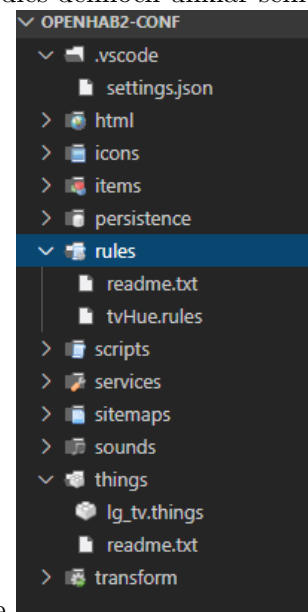 OPENHAB2-CONF
.vscode
settings.json
html
icons
items
persistence
rules
readme.txt
tvHue.rules
scripts
services
sitemaps
sounds
things
lg_tv.things
readme.txt
transform